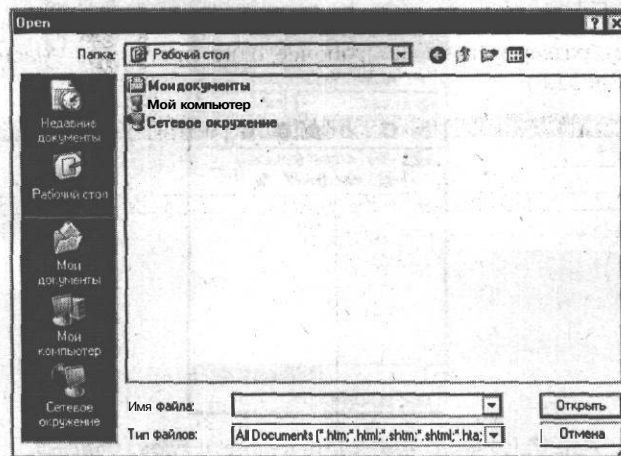 Open
Папка: Рабочий стол
Мои документы
Мой компьютер
Сетевое окружение
Недавние
документы
Рабочий стол
Мои
документы
Мой
компьютер
Сетевое
окружение
Имя файла:
Открыть
Тип файлов: All Documents (*.htm;*.html;*.shtm;*.shtml;*.hta;
Отмена